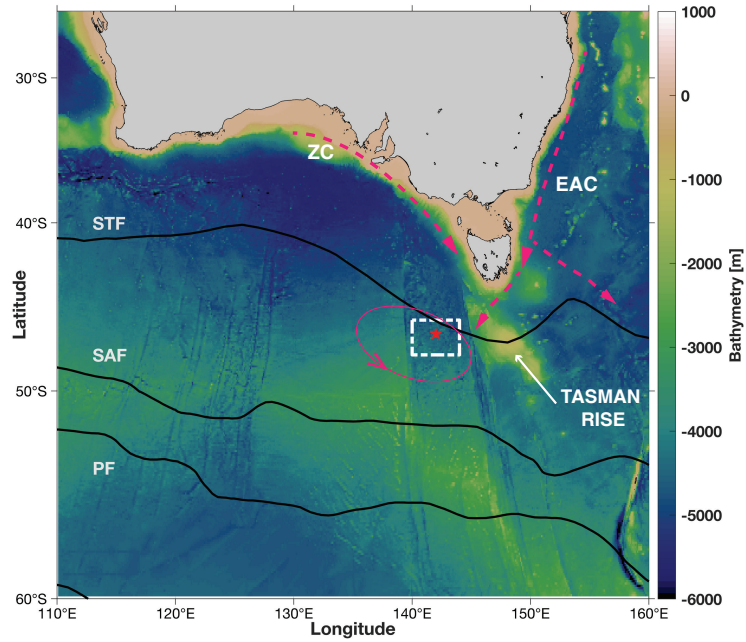 1000
0
-1000
-2000
-3000
-4000
-5000
-6000
Bathymetry [m]
30°S
40°S
50°S
60°S
Latitude
110°E
120°E
130°E
140°E
150°E
160°E
Longitude
ZC
EAC
STF
SAF
PF
TASMAN
RISE